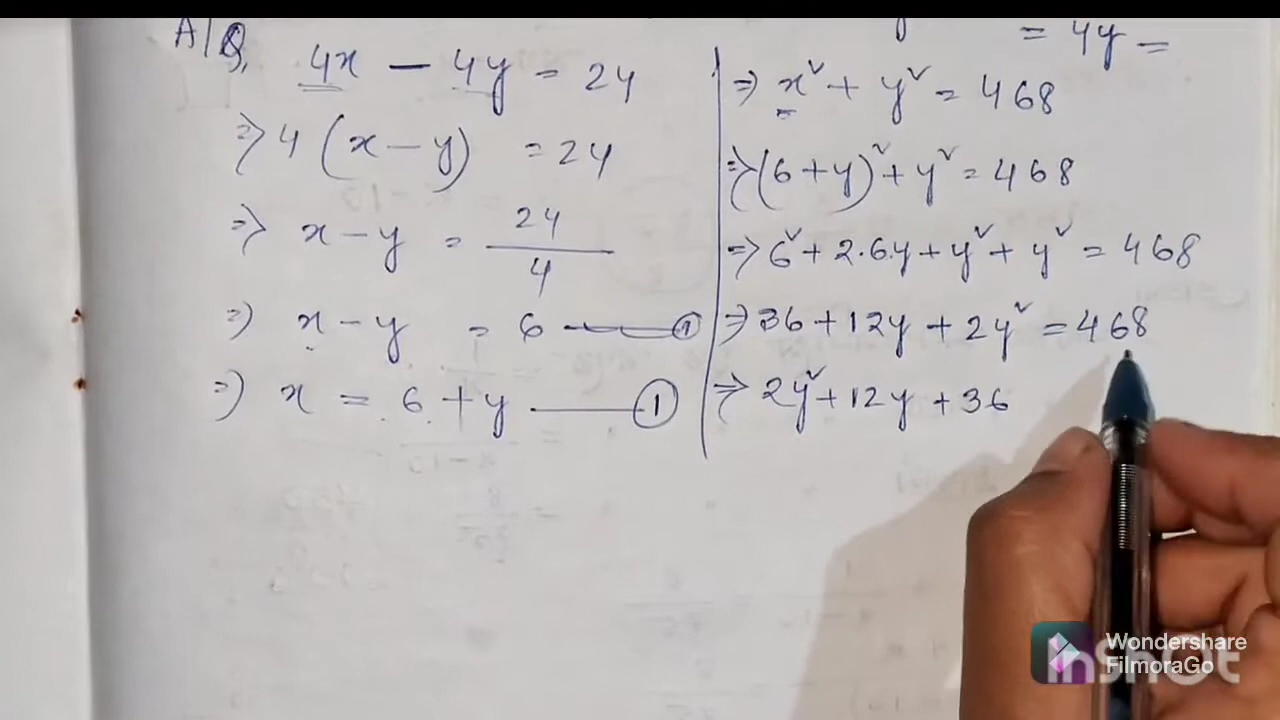 A/Q,
4x - 4y = 24
⇒ 4 (x - y) = 24
⇒ x - y = 24/4
⇒ x - y = 6 —— ①
⇒ x = 6 + y —— ①
= 4y =
⇒ x² + y² = 468
⇒ (6 + y)² + y² = 468
⇒ 6² + 2·6·y + y² + y² = 468
⇒ 36 + 12y + 2y² = 468
⇒ 2y² + 12y + 36
Wondershare
FilmoraGo
InShOt